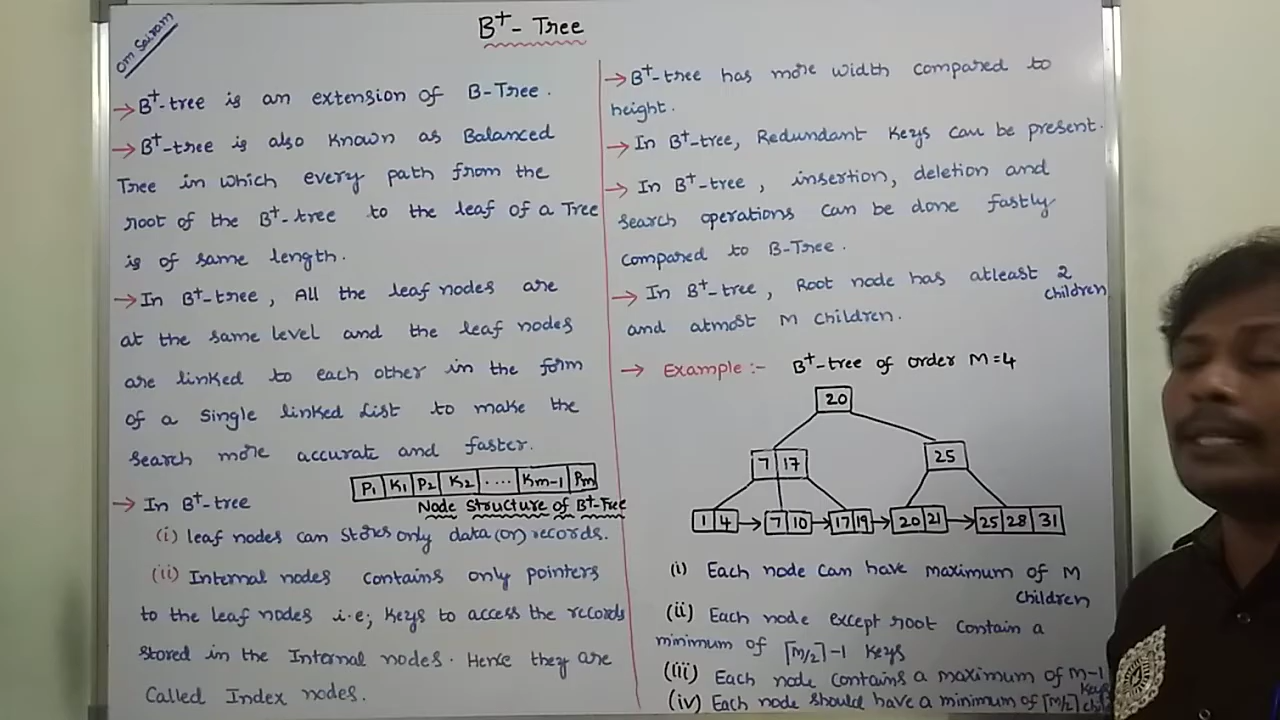 Om Sairam
B+- Tree
→ B+-tree is an extension of B-Tree.
→ B+-tree is also known as Balanced
Tree in which every path from the
root of the B+-tree to the leaf of a Tree
is of same length.
→ In B+-tree, All the leaf nodes are
at the same level and the leaf nodes
are linked to each other in the form
of a single linked List to make the
search more accurate and faster.
P1 K1 P2 K2 .... Km-1 Pm
Node Structure of B+-Tree
→ In B+-tree
(i) leaf nodes can stores only data (or) records.
(ii) Internal nodes contains only pointers
to the leaf nodes i.e; keys to access the records
stored in the Internal nodes. Hence they are
called Index nodes.
→ B+-tree has more width compared to
height.
→ In B+-tree, Redundant keys can be present.
→ In B+-tree, insertion, deletion and
search operations can be done fastly
compared to B-Tree.
→ In B+-tree, Root node has atleast 2
children
and atmost M children.
→ Example :- B+-tree of order M=4
20
7 17 25
1 4 → 7 10 → 17 19 → 20 21 → 25 28 31
(i) Each node can have maximum of M
children
(ii) Each node except root contain a
minimum of ⌈M/2⌉-1 keys
(iii) Each node contains a maximum of M-1
keys
(iv) Each node should have a minimum of ⌈M/2⌉